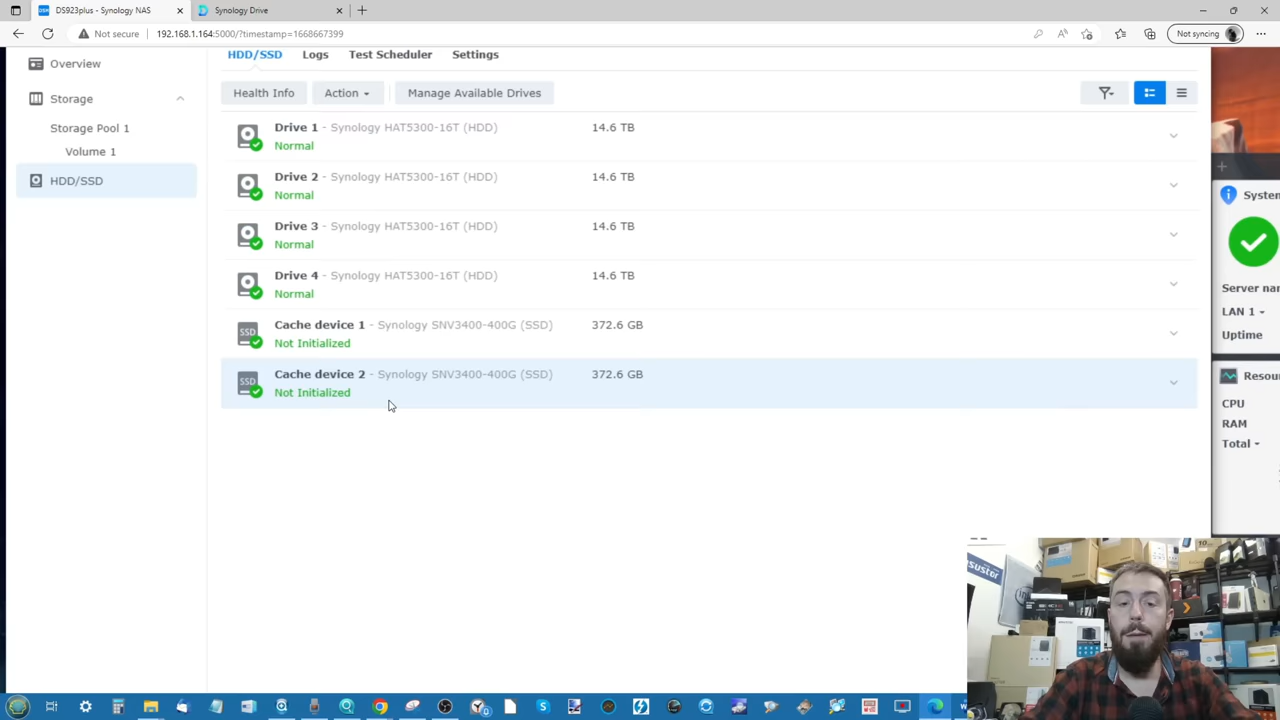 DS923plus - Synology NAS
Synology Drive
Not secure
192.168.1.164:5000/?timestamp=1668667399
Not syncing
Overview
Storage
Storage Pool 1
Volume 1
HDD/SSD
HDD/SSD Logs Test Scheduler Settings
Health Info Action Manage Available Drives
Drive 1 - Synology HAT5300-16T (HDD) 14.6 TB
Normal
Drive 2 - Synology HAT5300-16T (HDD) 14.6 TB
Normal
Drive 3 - Synology HAT5300-16T (HDD) 14.6 TB
Normal
Drive 4 - Synology HAT5300-16T (HDD) 14.6 TB
Normal
SSD Cache device 1 - Synology SNV3400-400G (SSD) 372.6 GB
Not Initialized
SSD Cache device 2 - Synology SNV3400-400G (SSD) 372.6 GB
Not Initialized
System
Server nar
LAN 1
Uptime
Resou
CPU
RAM
Total